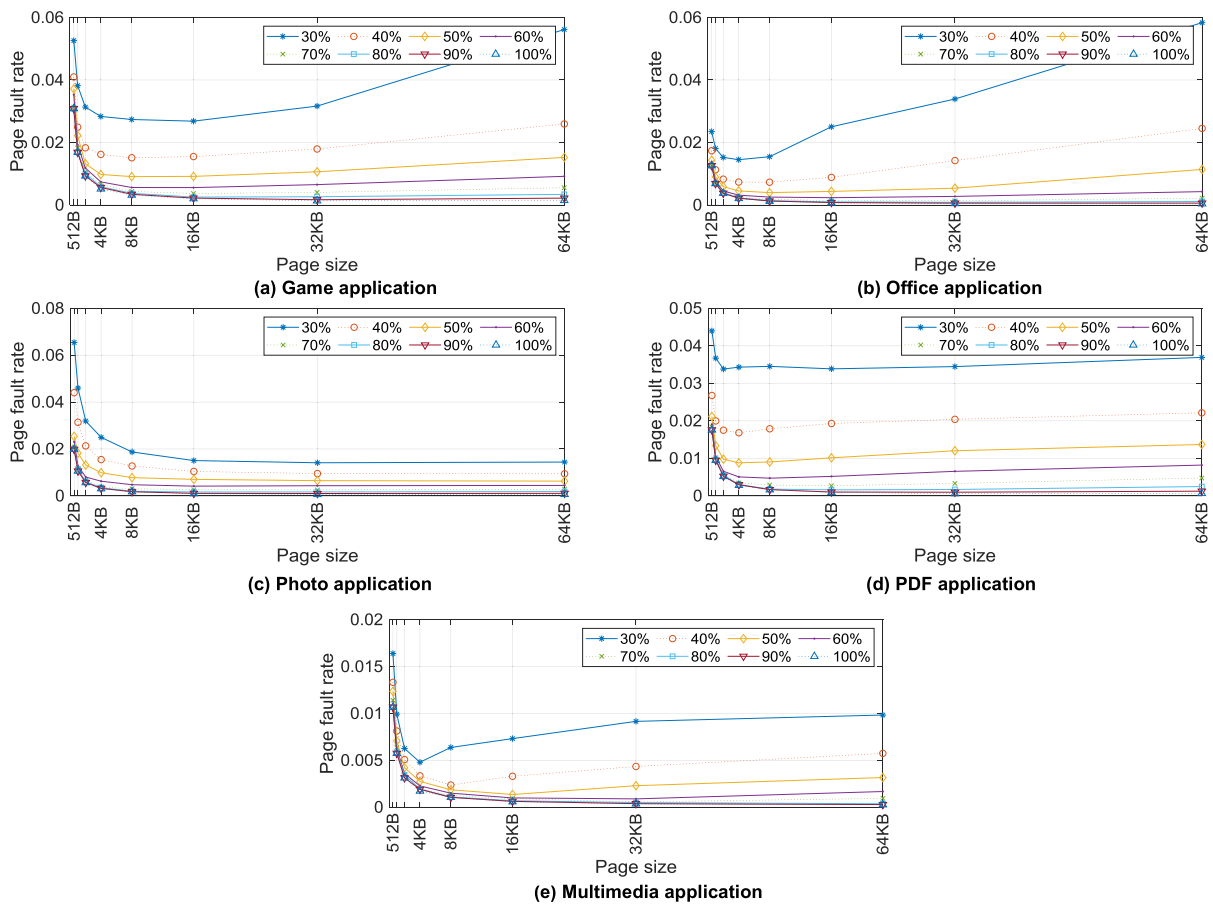 0.06
0.04
0.02
0
Page fault rate
30% 40% 50% 60%
70% 80% 90% 100%
512B 4KB 8KB 16KB 32KB 64KB
Page size
(a) Game application
0.06
0.04
0.02
0
Page fault rate
30% 40% 50% 60%
70% 80% 90% 100%
512B 4KB 8KB 16KB 32KB 64KB
Page size
(b) Office application
0.08
0.06
0.04
0.02
0
Page fault rate
30% 40% 50% 60%
70% 80% 90% 100%
512B 4KB 8KB 16KB 32KB 64KB
Page size
(c) Photo application
0.05
0.04
0.03
0.02
0.01
0
Page fault rate
30% 40% 50% 60%
70% 80% 90% 100%
512B 4KB 8KB 16KB 32KB 64KB
Page size
(d) PDF application
0.02
0.015
0.01
0.005
0
Page fault rate
30% 40% 50% 60%
70% 80% 90% 100%
512B 4KB 8KB 16KB 32KB 64KB
Page size
(e) Multimedia application